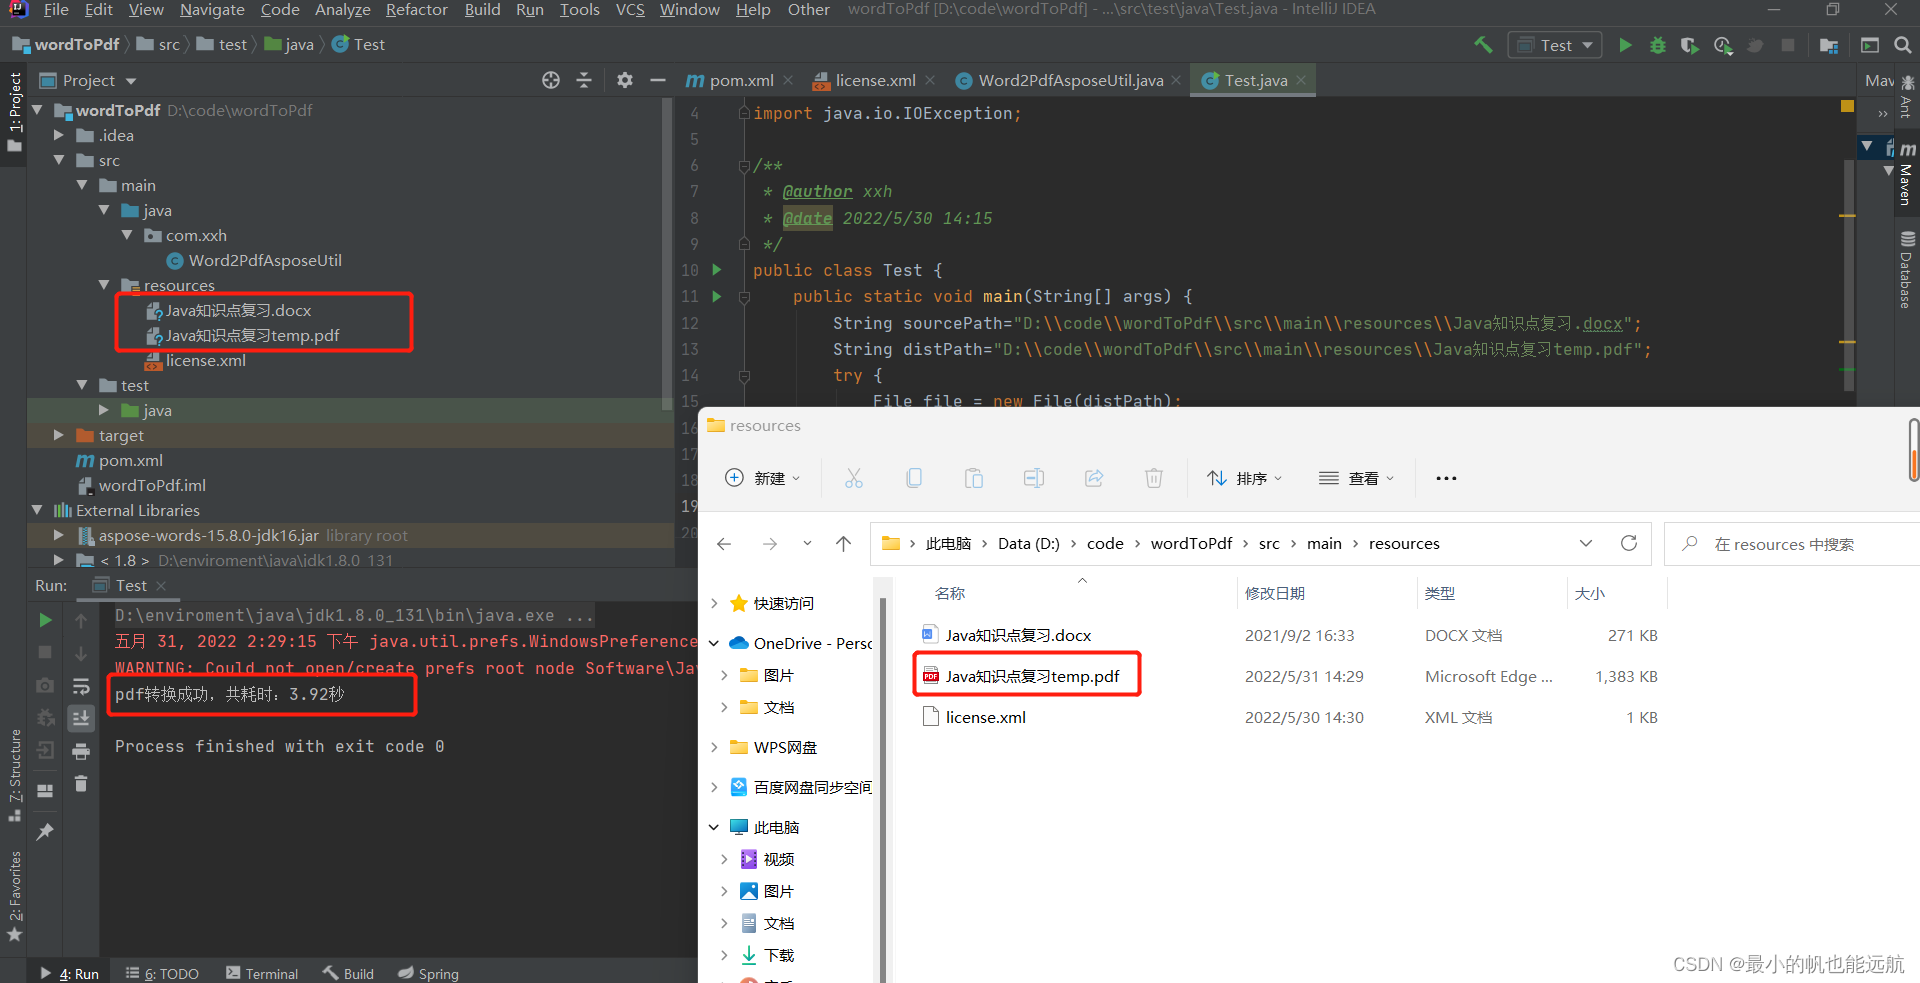 File Edit View Navigate Code Analyze Refactor Build Run Tools VCS Window Help Other wordToPdf [D:\code\wordToPdf] - ...\src\test\java\Test.java - IntelliJ IDEA
wordToPdf src test java Test
Test
Project
pom.xml license.xml Word2PdfAsposeUtil.java Test.java
1: Project
wordToPdf D:\code\wordToPdf
.idea
src
main
java
com.xxh
Word2PdfAsposeUtil
resources
Java知识点复习.docx
Java知识点复习temp.pdf
license.xml
test
java
target
pom.xml
wordToPdf.iml
External Libraries
aspose-words-15.8.0-jdk16.jar library root
< 1.8 > D:\enviroment\java\jdk1.8.0_131
4 import java.io.IOException;
5
6 /**
7 * @author xxh
8 * @date 2022/5/30 14:15
9 */
10 public class Test {
11 public static void main(String[] args) {
12 String sourcePath="D:\\code\\wordToPdf\\src\\main\\resources\\Java知识点复习.docx";
13 String distPath="D:\\code\\wordToPdf\\src\\main\\resources\\Java知识点复习temp.pdf";
14 try {
15 File file = new File(distPath);
16
17
18
19
20
Ant
Maven
Database
Run: Test
D:\enviroment\java\jdk1.8.0_131\bin\java.exe ...
五月 31, 2022 2:29:15 下午 java.util.prefs.WindowsPreference
WARNING: Could not open/create prefs root node Software\Ja
pdf转换成功，共耗时：3.92秒
Process finished with exit code 0
7: Structure
2: Favorites
4: Run 6: TODO Terminal Build Spring
resources
新建 排序 查看
此电脑 Data (D:) code wordToPdf src main resources
在 resources 中搜索
名称 修改日期 类型 大小
Java知识点复习.docx 2021/9/2 16:33 DOCX 文档 271 KB
Java知识点复习temp.pdf 2022/5/31 14:29 Microsoft Edge ... 1,383 KB
license.xml 2022/5/30 14:30 XML 文档 1 KB
快速访问
OneDrive - Persc
图片
文档
WPS网盘
百度网盘同步空间
此电脑
视频
图片
文档
下载
CSDN @最小的帆也能远航